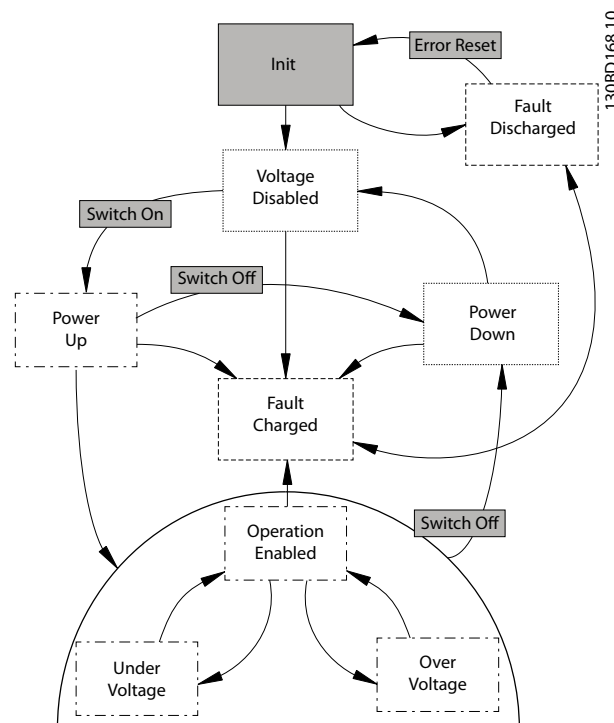 Error Reset
130BD168.10
Init
Fault
Discharged
Voltage
Disabled
Switch On
Switch Off
Power
Up
Power
Down
Fault
Charged
Switch Off
Operation
Enabled
Under
Voltage
Over
Voltage